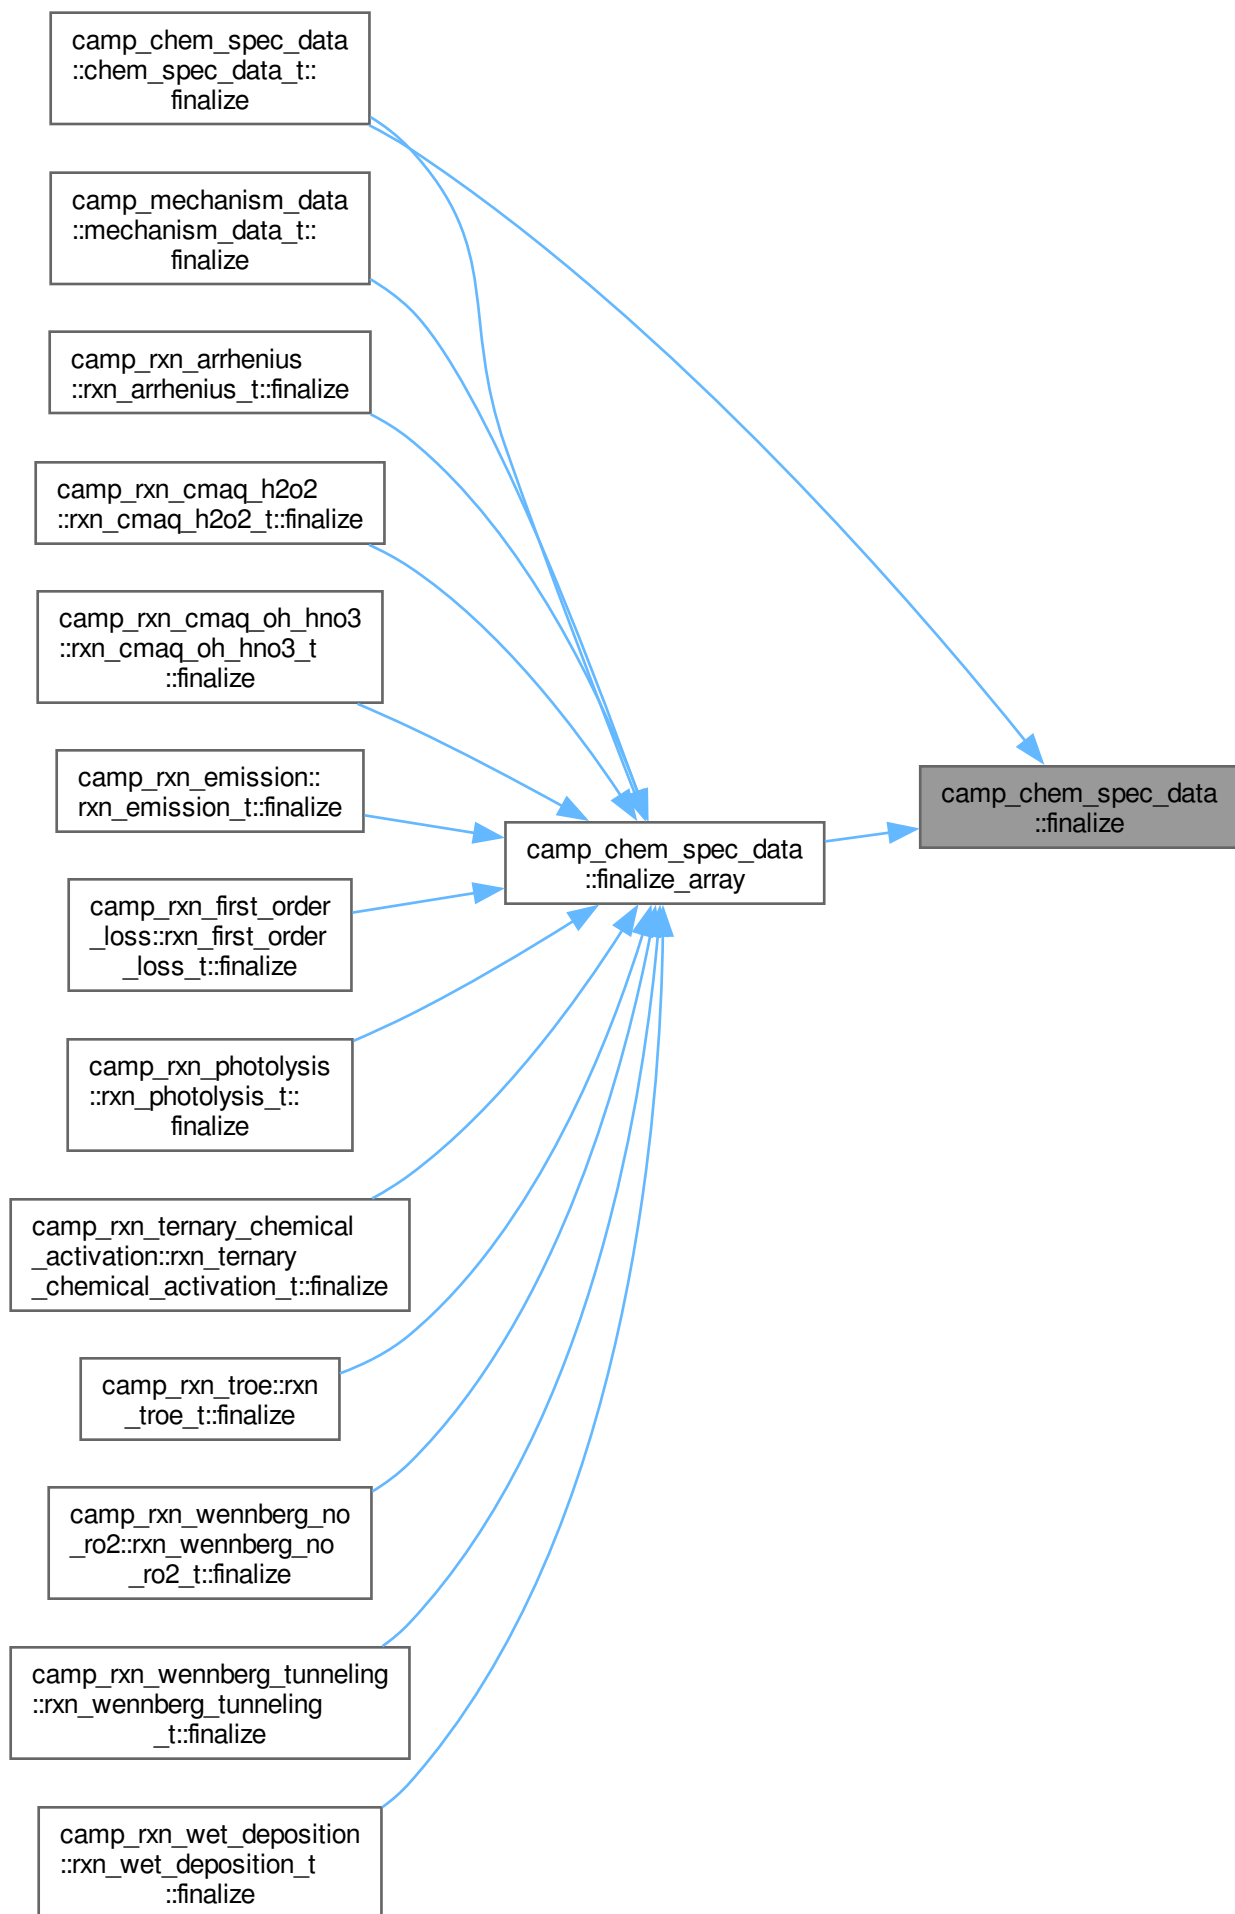 camp_chem_spec_data
::chem_spec_data_t::
finalize
camp_mechanism_data
::mechanism_data_t::
finalize
camp_rxn_arrhenius
::rxn_arrhenius_t::finalize
camp_rxn_cmaq_h2o2
::rxn_cmaq_h2o2_t::finalize
camp_rxn_cmaq_oh_hno3
::rxn_cmaq_oh_hno3_t
::finalize
camp_rxn_emission::
rxn_emission_t::finalize
camp_rxn_first_order
_loss::rxn_first_order
_loss_t::finalize
camp_rxn_photolysis
::rxn_photolysis_t::
finalize
camp_rxn_ternary_chemical
_activation::rxn_ternary
_chemical_activation_t::finalize
camp_rxn_troe::rxn
_troe_t::finalize
camp_rxn_wennberg_no
_ro2::rxn_wennberg_no
_ro2_t::finalize
camp_rxn_wennberg_tunneling
::rxn_wennberg_tunneling
_t::finalize
camp_rxn_wet_deposition
::rxn_wet_deposition_t
::finalize
camp_chem_spec_data
::finalize_array
camp_chem_spec_data
::finalize